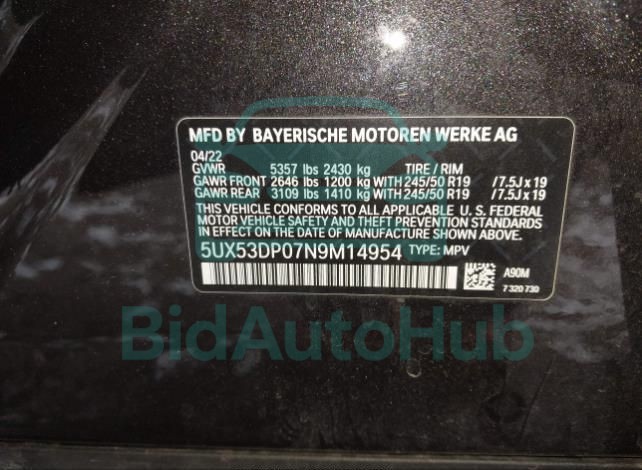 MFD BY BAYERISCHE MOTOREN WERKE AG
04/22
GVWR 5357 lbs 2430 kg TIRE / RIM
GAWR FRONT 2646 lbs 1200 kg WITH 245/50 R19 /7.5J x 19
GAWR REAR 3109 lbs 1410 kg WITH 245/50 R19 /7.5J x 19
THIS VEHICLE CONFORMS TO ALL APPLICABLE U. S. FEDERAL
MOTOR VEHICLE SAFETY AND THEFT PREVENTION STANDARDS
IN EFFECT ON THE DATE OF MANUFACTURE SHOWN ABOVE.
5UX53DP07N9M14954 TYPE: MPV
A90M
7 320 730
BidAutoHub